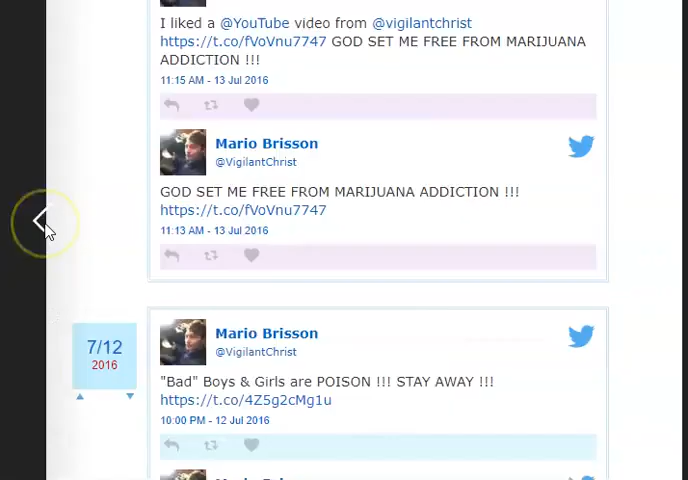 I liked a @YouTube video from @vigilantchrist
https://t.co/fVoVnu7747 GOD SET ME FREE FROM MARIJUANA
ADDICTION !!!
11:15 AM - 13 Jul 2016
Mario Brisson
@VigilantChrist
GOD SET ME FREE FROM MARIJUANA ADDICTION !!!
https://t.co/fVoVnu7747
11:13 AM - 13 Jul 2016
7/12
2016
Mario Brisson
@VigilantChrist
"Bad" Boys & Girls are POISON !!! STAY AWAY !!!
https://t.co/4Z5g2cMg1u
10:00 PM - 12 Jul 2016